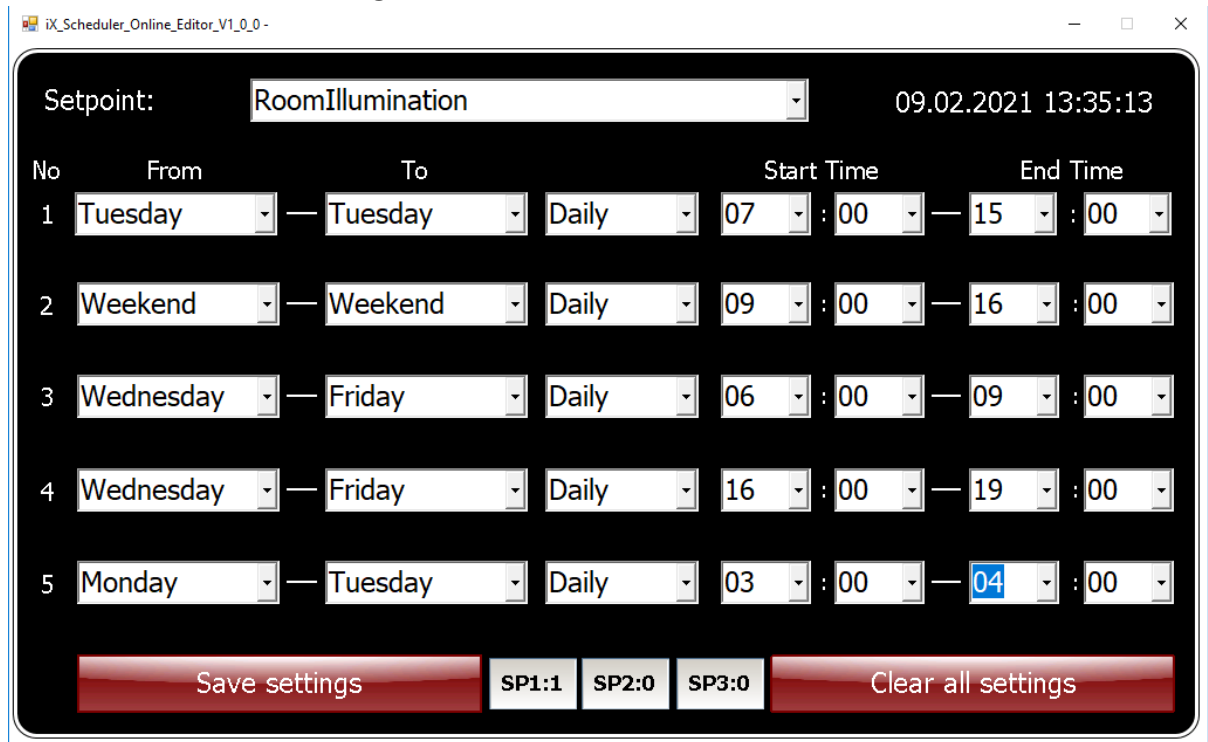 iX_Scheduler_Online_Editor_V1_0_0 -
Setpoint: RoomIllumination 09.02.2021 13:35:13
No From To Start Time End Time
1 Tuesday — Tuesday Daily 07 : 00 — 15 : 00
2 Weekend — Weekend Daily 09 : 00 — 16 : 00
3 Wednesday — Friday Daily 06 : 00 — 09 : 00
4 Wednesday — Friday Daily 16 : 00 — 19 : 00
5 Monday — Tuesday Daily 03 : 00 — 04 : 00
Save settings SP1:1 SP2:0 SP3:0 Clear all settings